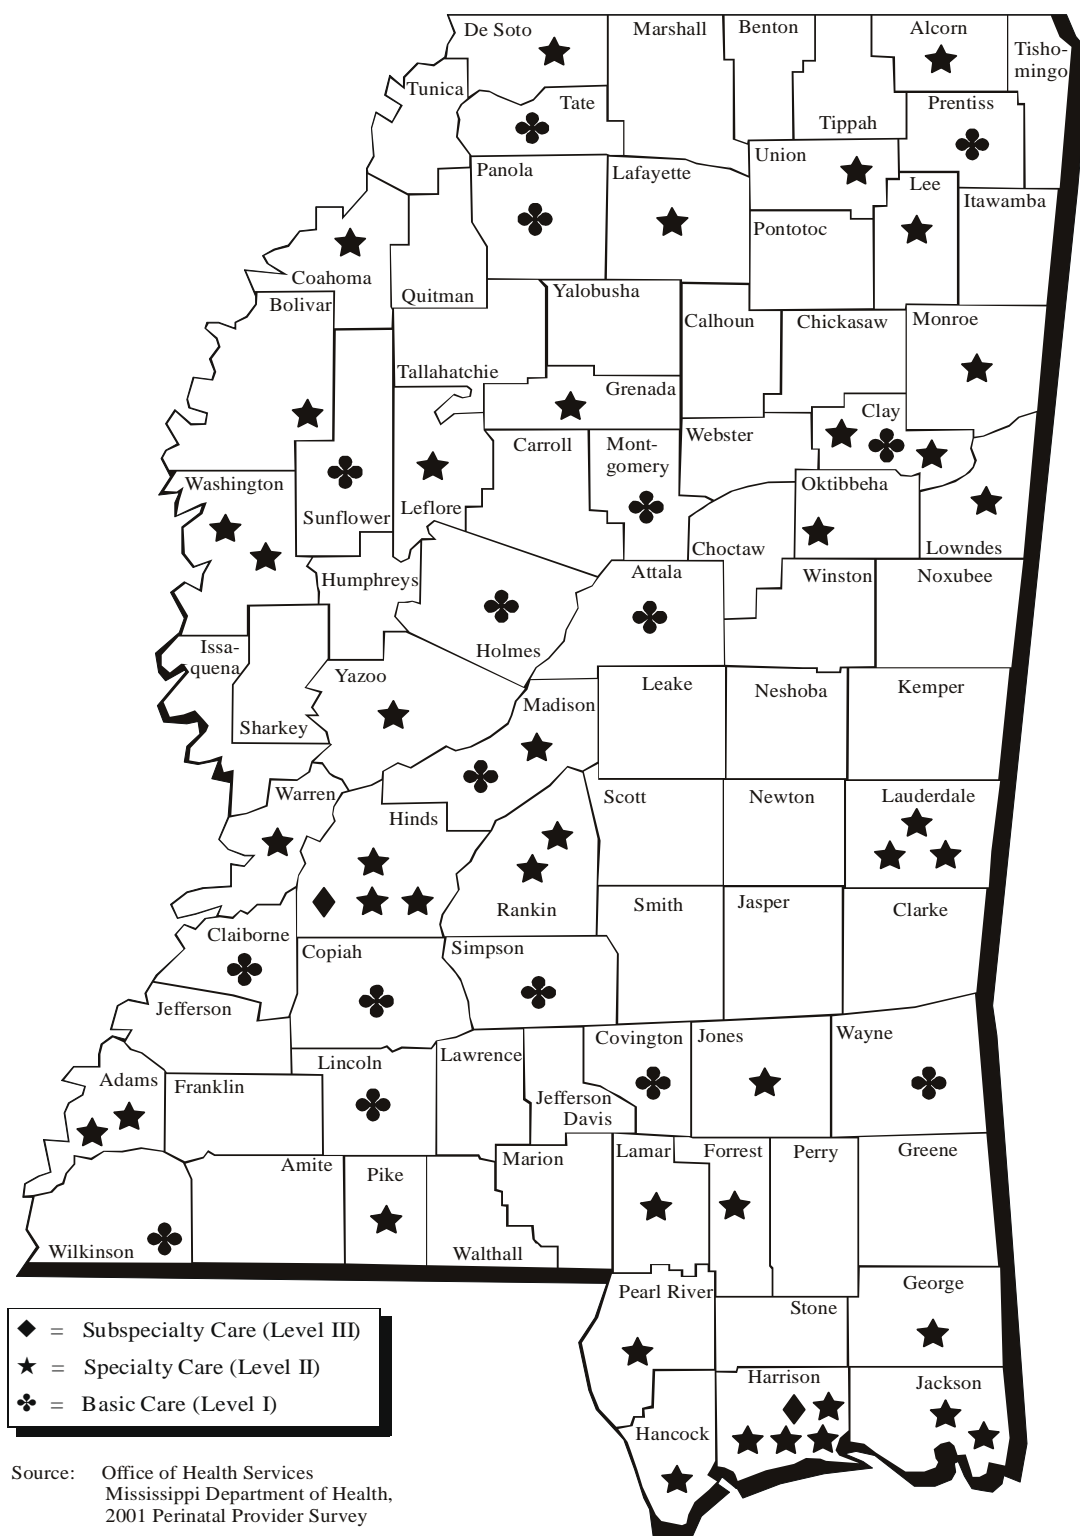 De Soto
Marshall
Benton
Alcorn
Tisho-
mingo
Tunica
Tate
Tippah
Prentiss
Panola
Lafayette
Union
Lee
Itawamba
Pontotoc
Coahoma
Quitman
Bolivar
Yalobusha
Calhoun
Chickasaw
Monroe
Tallahatchie
Grenada
Clay
Carroll
Mont-
gomery
Webster
Washington
Sunflower
Leflore
Oktibbeha
Lowndes
Choctaw
Humphreys
Attala
Winston
Noxubee
Holmes
Issa-
quena
Yazoo
Sharkey
Madison
Leake
Neshoba
Kemper
Warren
Hinds
Scott
Newton
Lauderdale
Rankin
Smith
Jasper
Clarke
Claiborne
Copiah
Simpson
Jefferson
Covington
Jones
Wayne
Lincoln
Lawrence
Adams
Franklin
Jefferson
Davis
Amite
Pike
Marion
Lamar
Forrest
Perry
Greene
Wilkinson
Walthall
Pearl River
Stone
George
Harrison
Jackson
Hancock
= Subspecialty Care (Level III)
= Specialty Care (Level II)
= Basic Care (Level I)
Source: Office of Health Services
Mississippi Department of Health,
2001 Perinatal Provider Survey